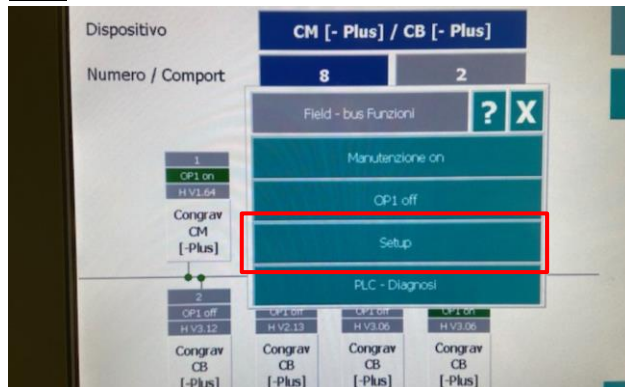 Dispositivo
CM [- Plus] / CB [- Plus]
Numero / Comport
8
2
Field - bus Funzioni
?
X
Manutenzione on
OP1 off
Setup
PLC - Diagnosi
1
OP1 on
H V1.64
Congrav
CM
[-Plus]
2
OP1 off
H V3.12
Congrav
CB
[-Plus]
OP1 off
H V2.13
Congrav
CB
[-Plus]
OP1 off
H V3.06
Congrav
CB
[-Plus]
OP1 on
H V3.06
Congrav
CB
[-Plus]